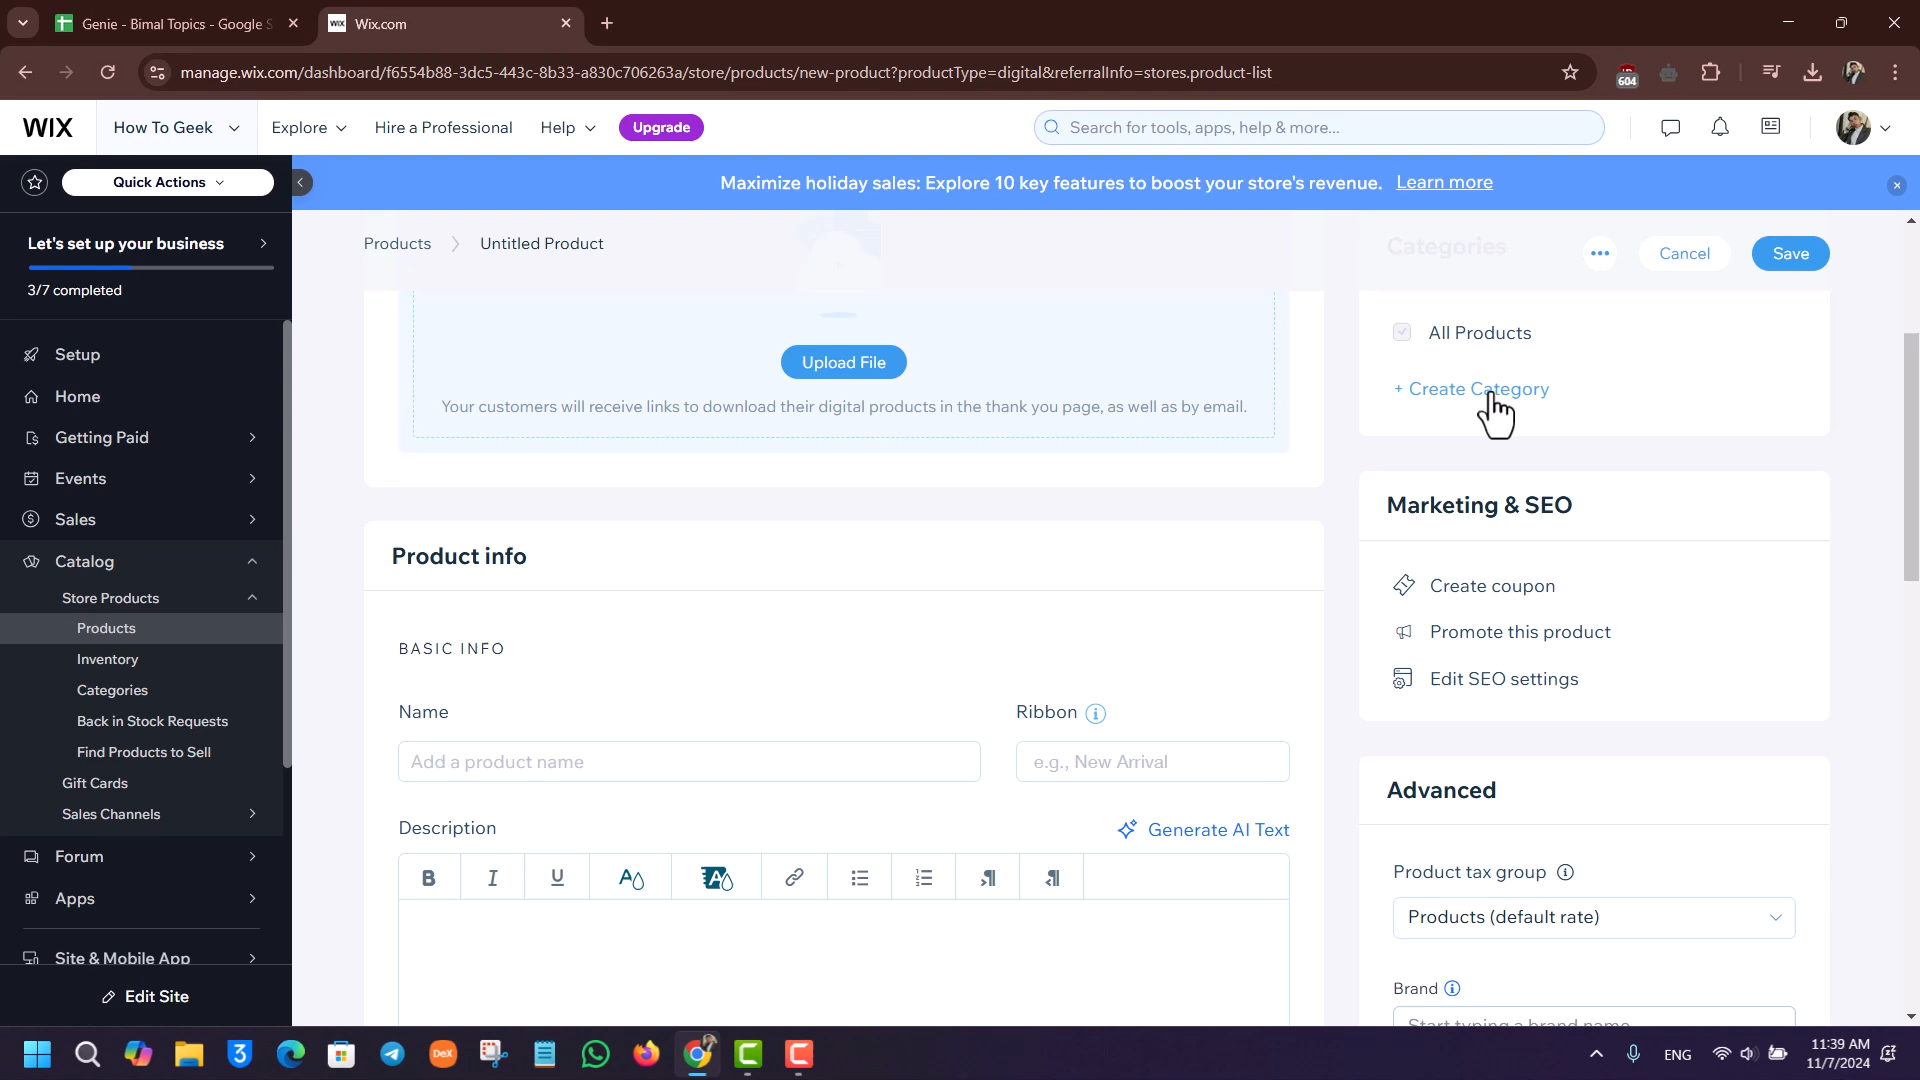 Genie - Bimal Topics - Google S
Wix.com
manage.wix.com/dashboard/f6554b88-3dc5-443c-8b33-a830c706263a/store/products/new-product?productType=digital&referralInfo=stores.product-list
604
WIX
How To Geek
Explore
Hire a Professional
Help
Upgrade
Search for tools, apps, help & more...
Quick Actions
Maximize holiday sales: Explore 10 key features to boost your store's revenue. Learn more
Let's set up your business
3/7 completed
Products
Untitled Product
Categories
Cancel
Save
Setup
Home
Getting Paid
Events
Sales
Catalog
Store Products
Products
Inventory
Categories
Back in Stock Requests
Find Products to Sell
Gift Cards
Sales Channels
Forum
Apps
Site & Mobile App
Edit Site
Upload File
Your customers will receive links to download their digital products in the thank you page, as well as by email.
Product info
BASIC INFO
Name
Ribbon
Add a product name
e.g., New Arrival
Description
Generate AI Text
B I U A A
All Products
+ Create Category
Marketing & SEO
Create coupon
Promote this product
Edit SEO settings
Advanced
Product tax group
Products (default rate)
Brand
Start typing a brand name
DeX
ENG
11:39 AM
11/7/2024